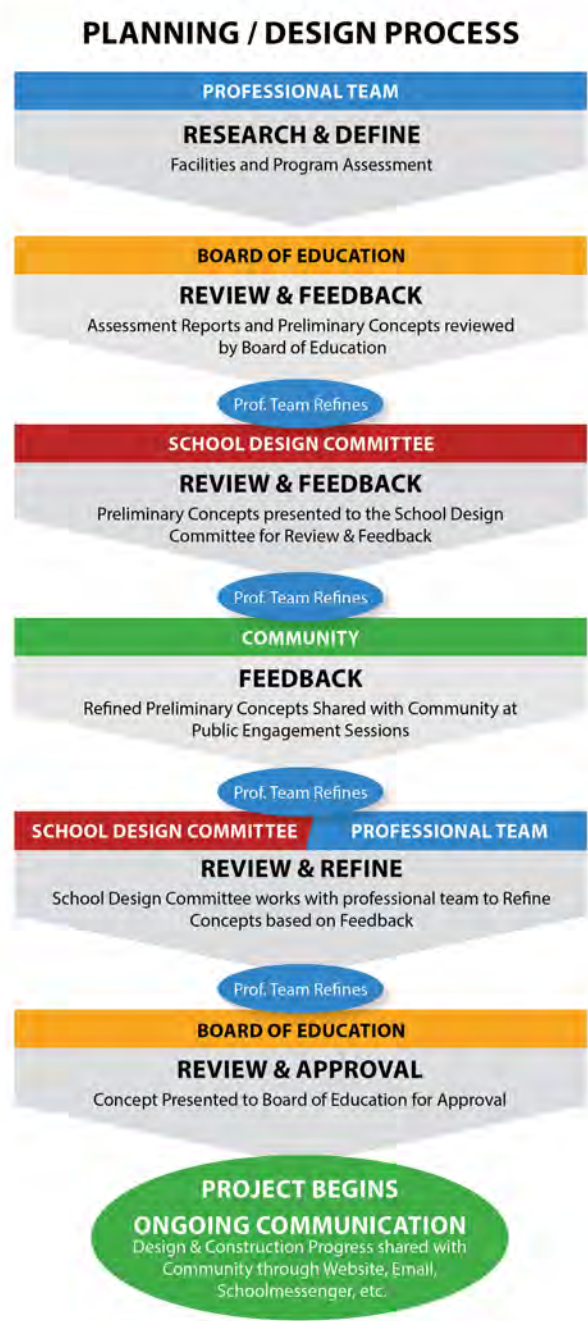 PLANNING / DESIGN PROCESS
PROFESSIONAL TEAM
RESEARCH & DEFINE
Facilities and Program Assessment
BOARD OF EDUCATION
REVIEW & FEEDBACK
Assessment Reports and Preliminary Concepts reviewed
by Board of Education
Prof. Team Refines
SCHOOL DESIGN COMMITTEE
REVIEW & FEEDBACK
Preliminary Concepts presented to the School Design
Committee for Review & Feedback
Prof. Team Refines
COMMUNITY
FEEDBACK
Refined Preliminary Concepts Shared with Community at
Public Engagement Sessions
Prof. Team Refines
SCHOOL DESIGN COMMITTEE PROFESSIONAL TEAM
REVIEW & REFINE
School Design Committee works with professional team to Refine
Concepts based on Feedback
Prof. Team Refines
BOARD OF EDUCATION
REVIEW & APPROVAL
Concept Presented to Board of Education for Approval
PROJECT BEGINS
ONGOING COMMUNICATION
Design & Construction Progress shared with
Community through Website, Email,
Schoolmessenger, etc.